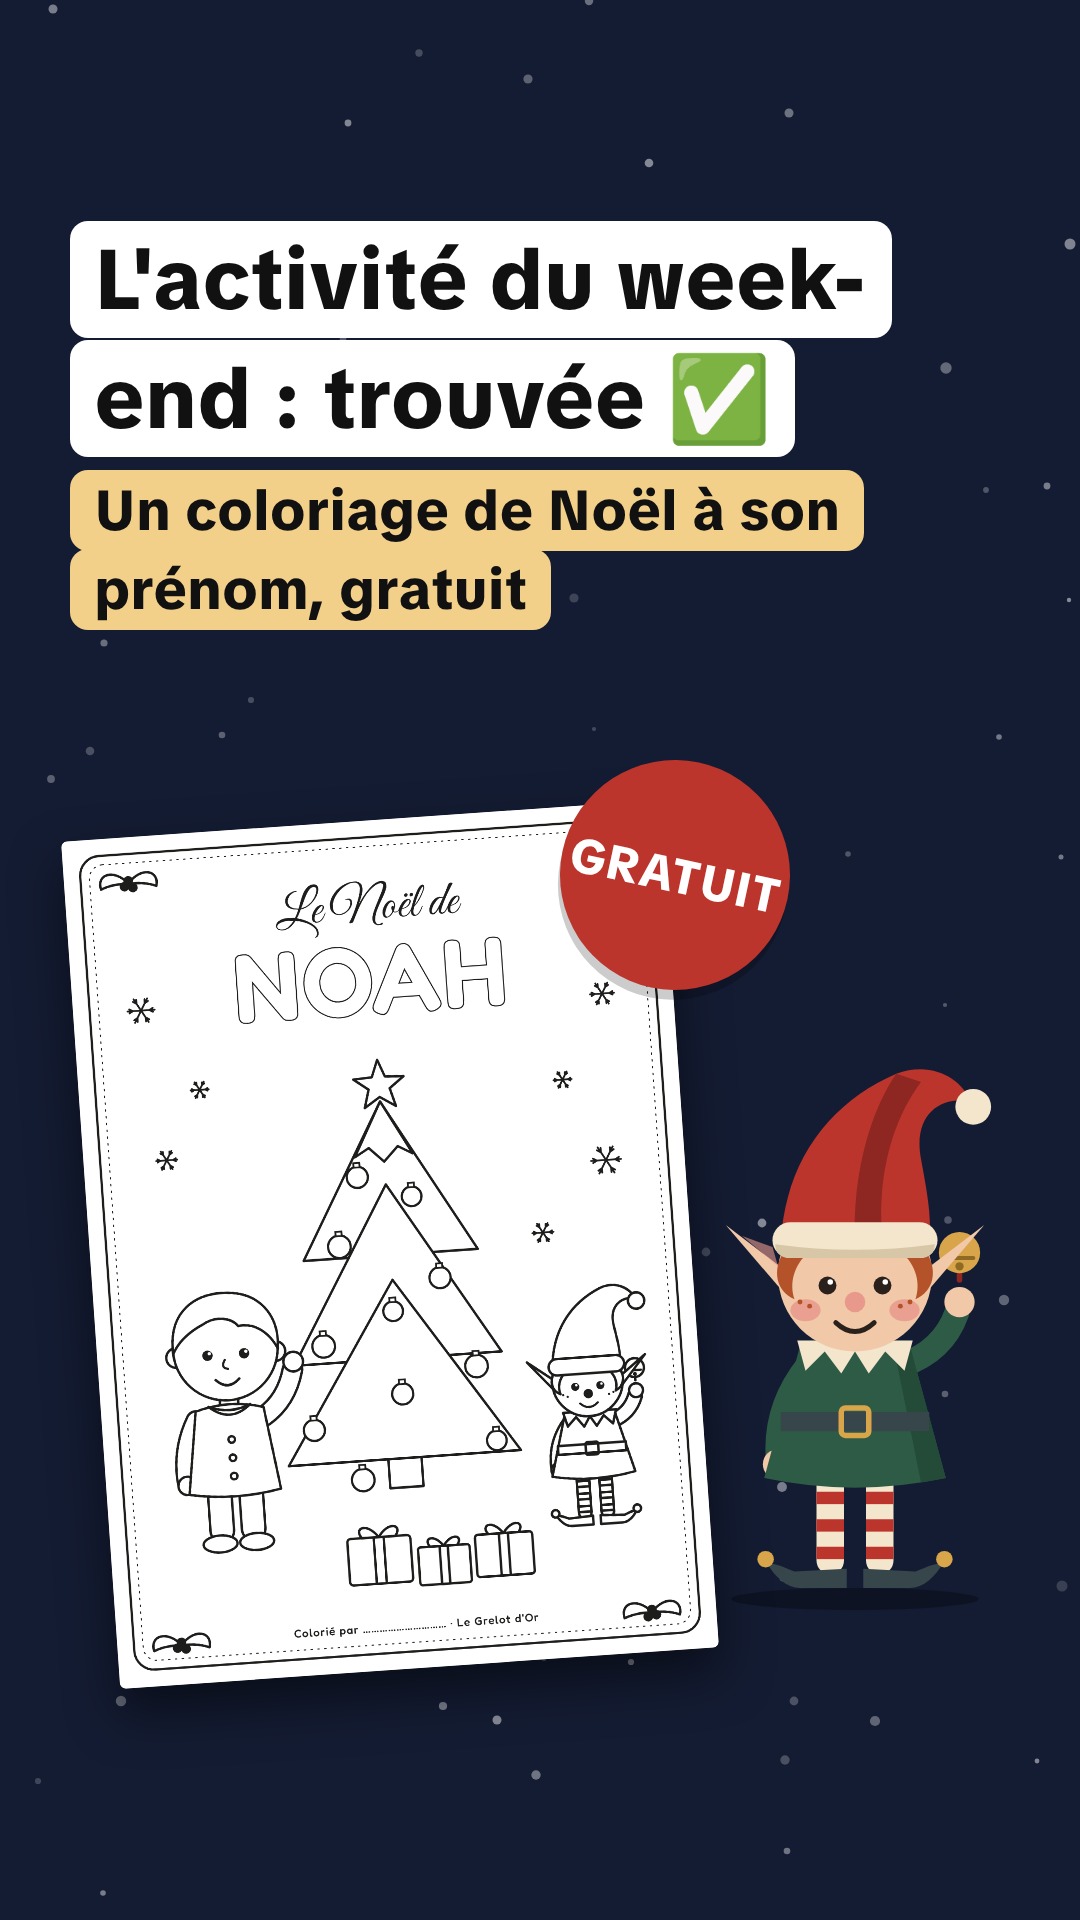 L'activité du week-
end : trouvée ✅
Un coloriage de Noël à son
prénom, gratuit
GRATUIT
Le Noël de
NOAH
Colorié par ............................. · Le Grelot d'Or